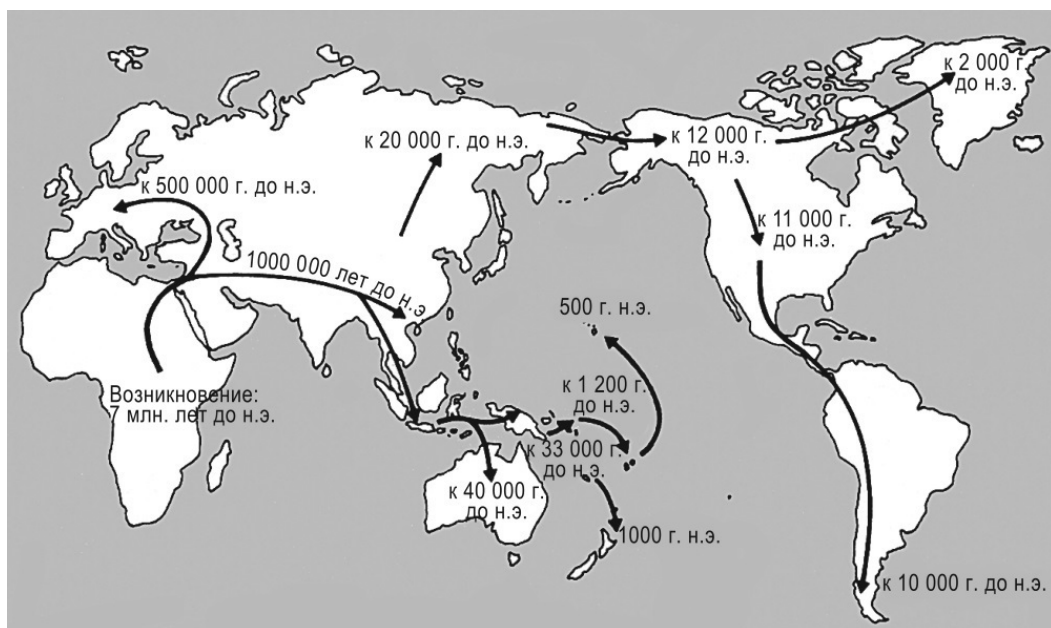 к 2 000 г.
до н.э.
к 20 000 г. до н.э.
к 12 000 г.
до н.э.
к 500 000 г. до н.э.
к 11 000 г.
до н.э.
1000 000 лет до н.э
500 г. н.э.
Возникновение:
7 млн. лет до н.э.
к 1 200 г.
до н.э.
к 33 000 г.
до н.э.
к 40 000 г.
до н.э.
1000 г. н.э.
к 10 000 г. до н.э.